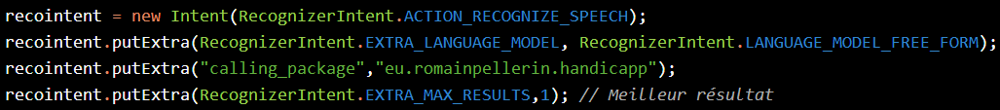 recointent = new Intent(RecognizerIntent.ACTION_RECOGNIZE_SPEECH);
recointent.putExtra(RecognizerIntent.EXTRA_LANGUAGE_MODEL, RecognizerIntent.LANGUAGE_MODEL_FREE_FORM);
recointent.putExtra("calling_package","eu.romainpellerin.handicapp");
recointent.putExtra(RecognizerIntent.EXTRA_MAX_RESULTS,1); // Meilleur résultat